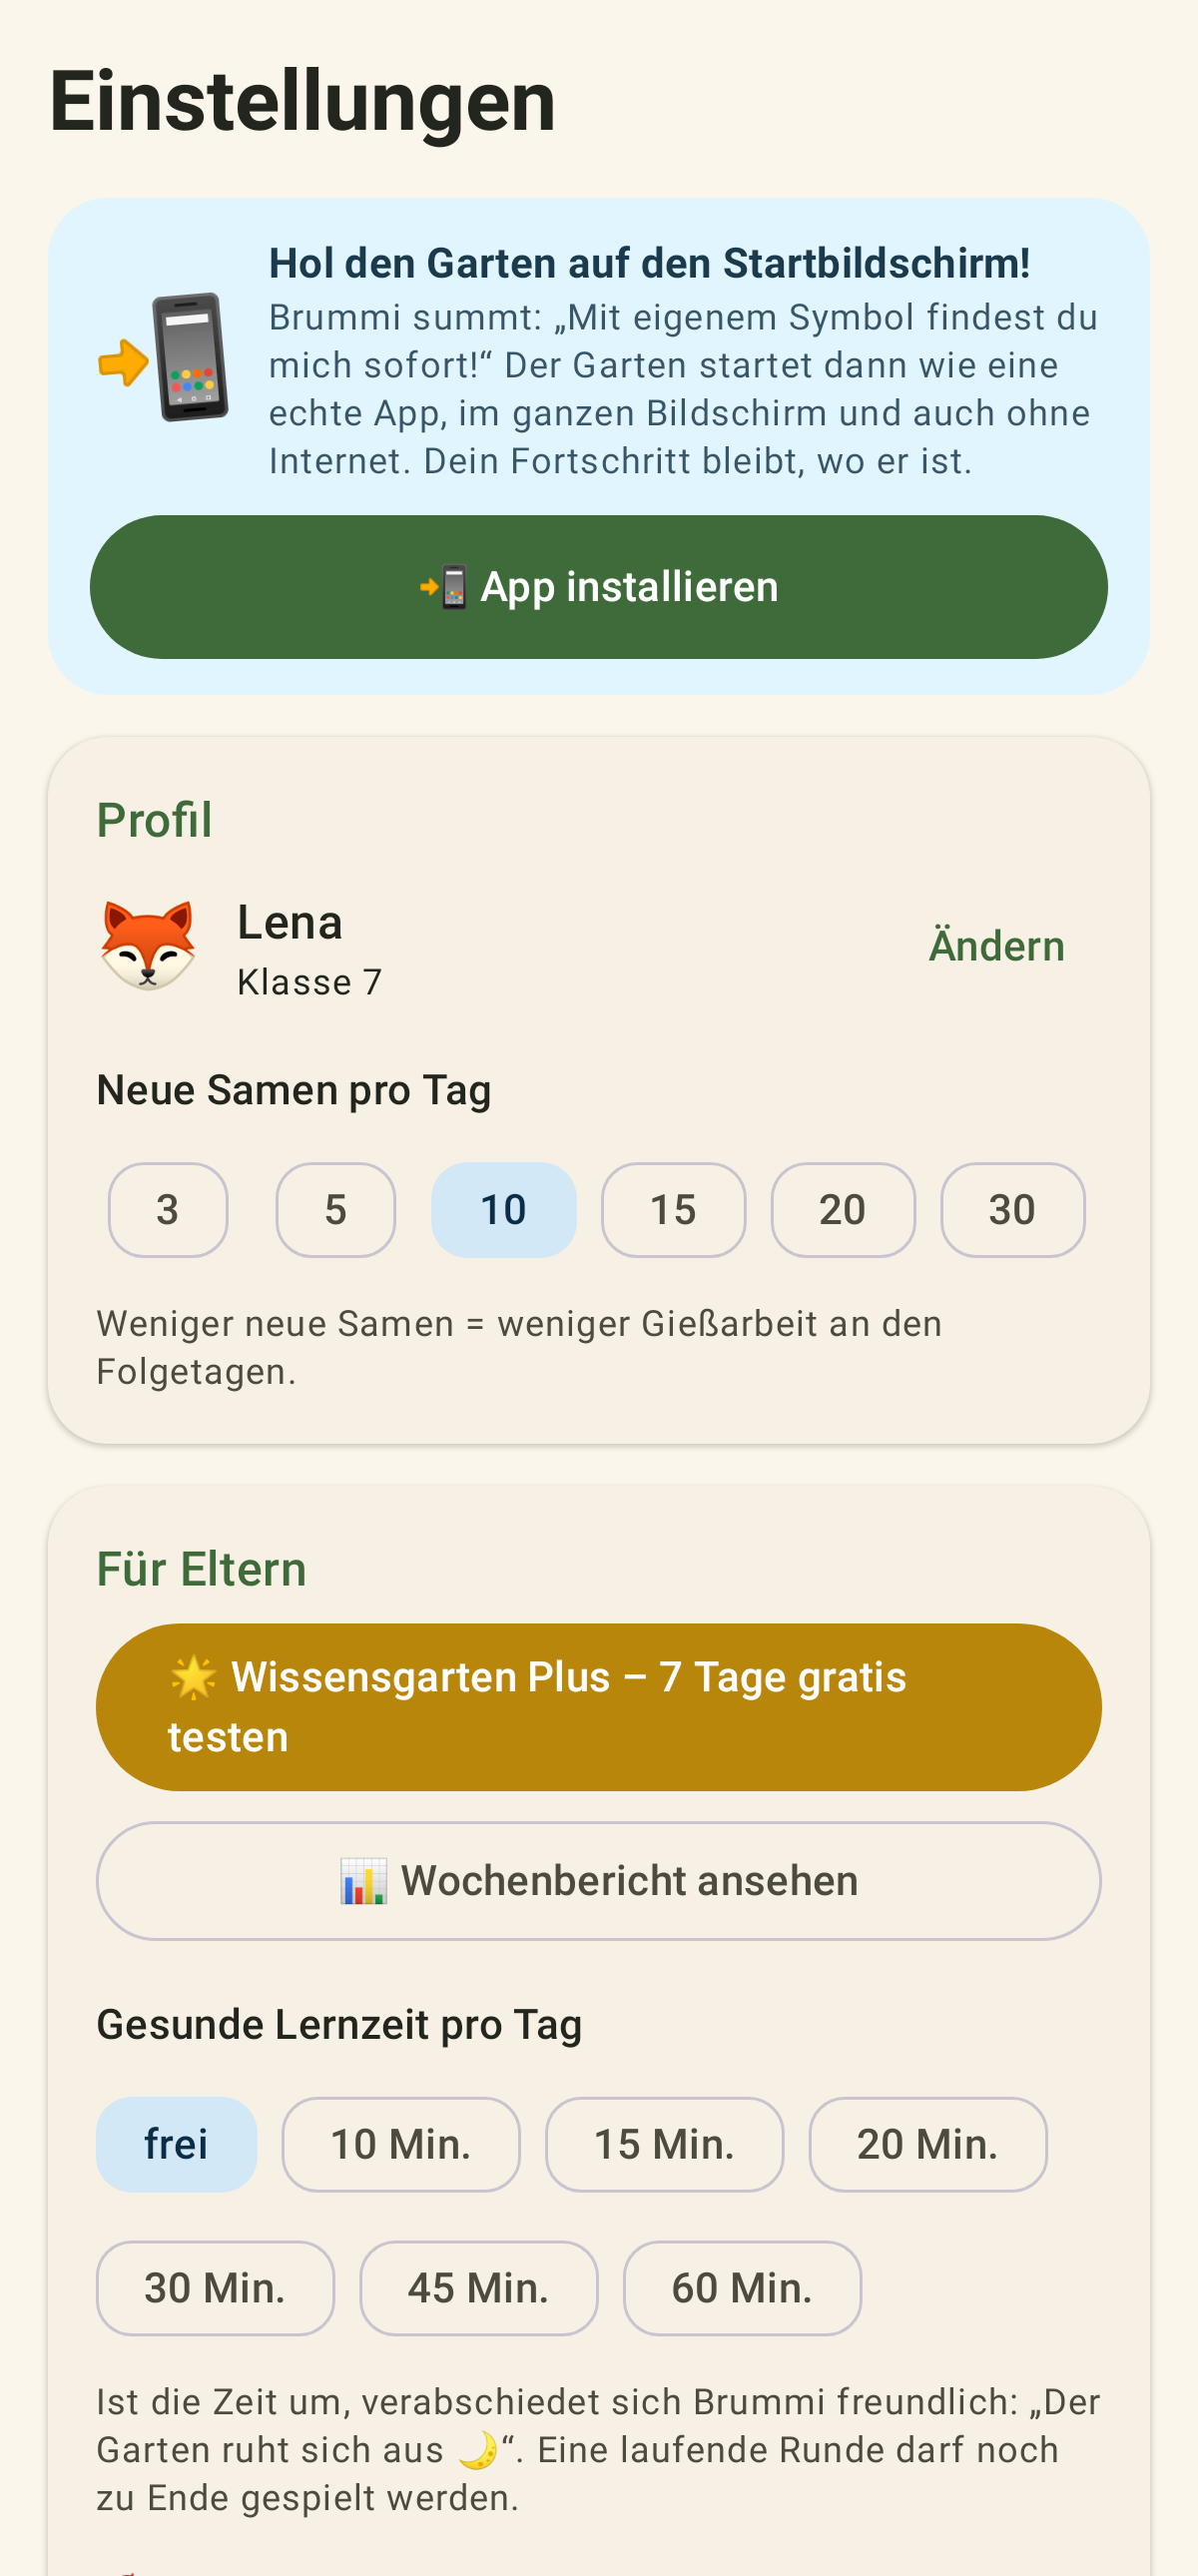 Einstellungen
Hol den Garten auf den Startbildschirm!
Brummi summt: „Mit eigenem Symbol findest du
mich sofort!“ Der Garten startet dann wie eine
echte App, im ganzen Bildschirm und auch ohne
Internet. Dein Fortschritt bleibt, wo er ist.
App installieren
Profil
Lena
Klasse 7
Ändern
Neue Samen pro Tag
3 5 10 15 20 30
Weniger neue Samen = weniger Gießarbeit an den
Folgetagen.
Für Eltern
🌟 Wissensgarten Plus – 7 Tage gratis
testen
📊 Wochenbericht ansehen
Gesunde Lernzeit pro Tag
frei 10 Min. 15 Min. 20 Min.
30 Min. 45 Min. 60 Min.
Ist die Zeit um, verabschiedet sich Brummi freundlich: „Der
Garten ruht sich aus 🌙“. Eine laufende Runde darf noch
zu Ende gespielt werden.